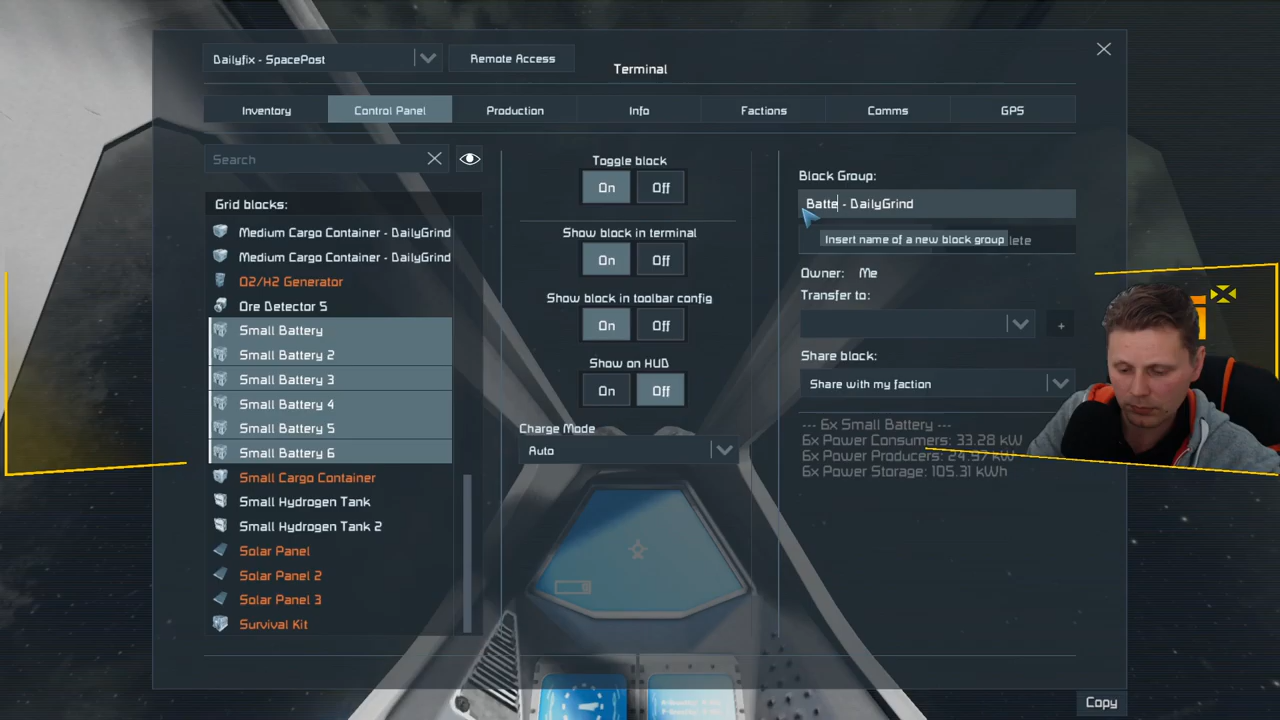 Dailyfix - SpacePost
Remote Access
Terminal
Inventory
Control Panel
Production
Info
Factions
Comms
GPS
Search
Grid blocks:
Medium Cargo Container - DailyGrind
Medium Cargo Container - DailyGrind
O2/H2 Generator
Ore Detector 5
Small Battery
Small Battery 2
Small Battery 3
Small Battery 4
Small Battery 5
Small Battery 6
Small Cargo Container
Small Hydrogen Tank
Small Hydrogen Tank 2
Solar Panel
Solar Panel 2
Solar Panel 3
Survival Kit
Toggle block
On
Off
Show block in terminal
On
Off
Show block in toolbar config
On
Off
Show on HUD
On
Off
Charge Mode
Auto
Block Group:
Batte - DailyGrind
Insert name of a new block group
lete
Owner: Me
Transfer to:
+
Share block:
Share with my faction
--- Ex Small Battery ---
Ex Power Consumers: 33.28 kW
Ex Power Producers: 24.97 kW
Ex Power Storage: 105.31 kWh
Copy